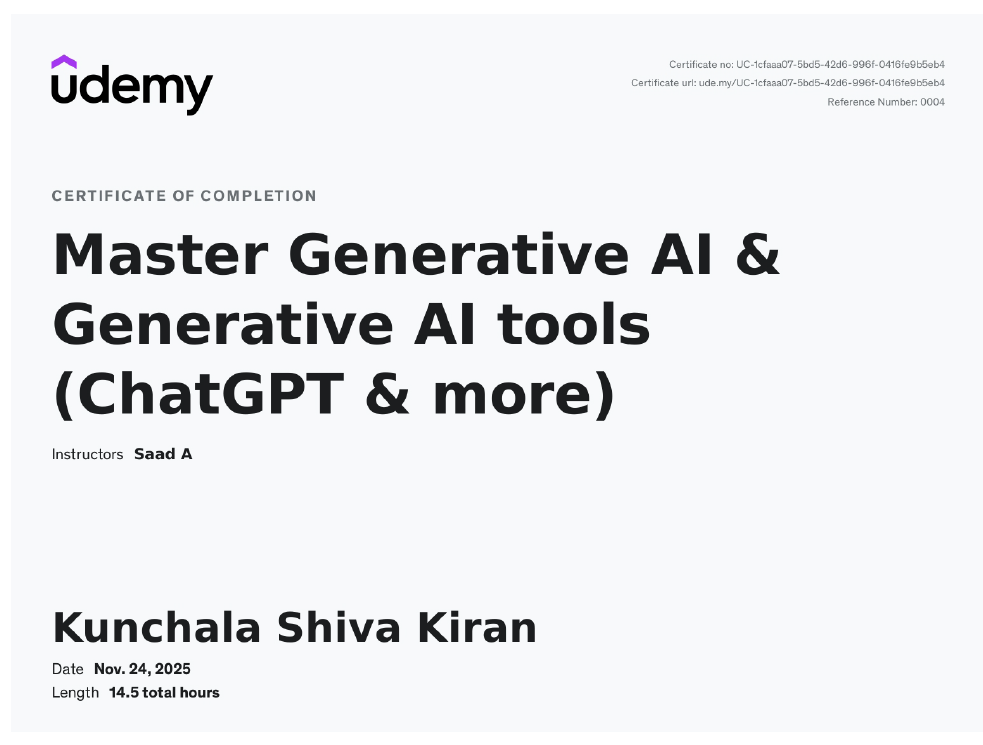 udemy
Certificate no: UC-1cfaaa07-5bd5-42d6-996f-0416fe9b5eb4
Certificate url: ude.my/UC-1cfaaa07-5bd5-42d6-996f-0416fe9b5eb4
Reference Number: 0004
CERTIFICATE OF COMPLETION
Master Generative AI &
Generative AI tools
(ChatGPT & more)
Instructors Saad A
Kunchala Shiva Kiran
Date Nov. 24, 2025
Length 14.5 total hours